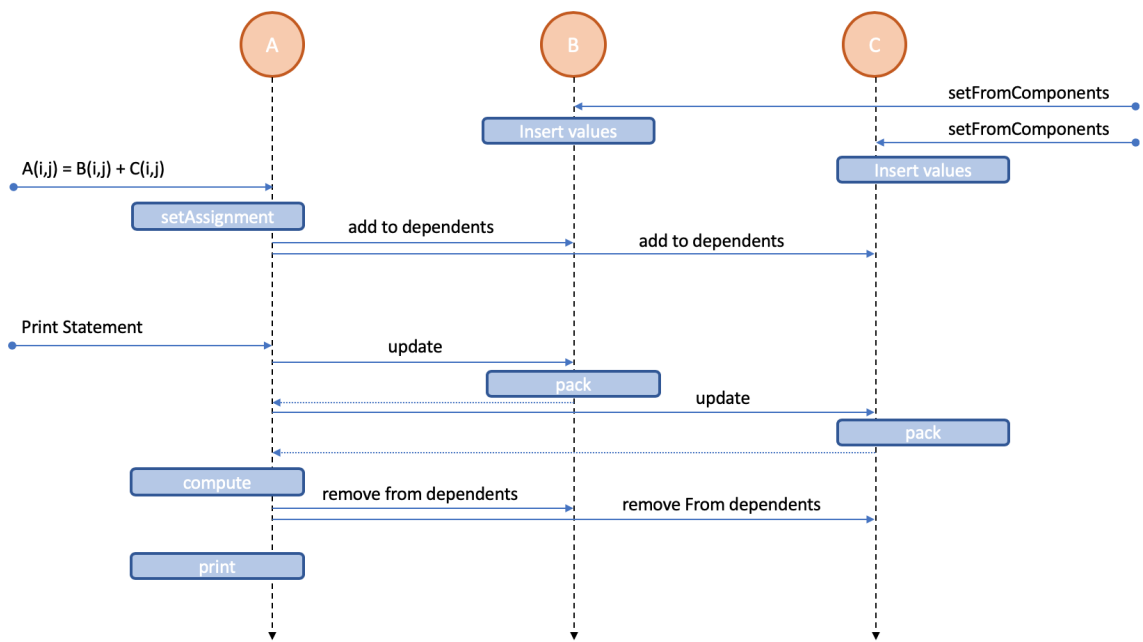 A
B
C
setFromComponents
Insert values
setFromComponents
A(i,j) = B(i,j) + C(i,j)
Insert values
setAssignment
add to dependents
add to dependents
Print Statement
update
pack
update
pack
compute
remove from dependents
remove From dependents
print